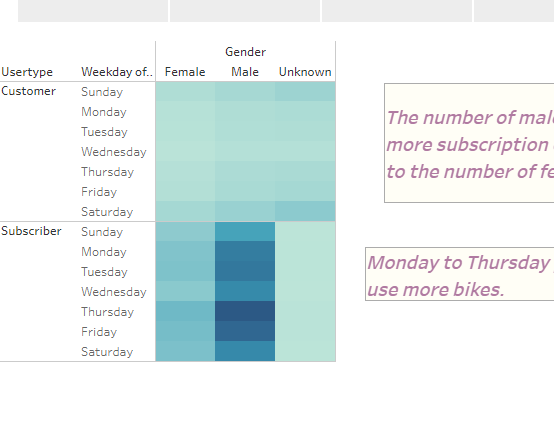 Gender
Usertype Weekday of.. Female Male Unknown
Customer Sunday
Monday
Tuesday
Wednesday
Thursday
Friday
Saturday
Subscriber Sunday
Monday
Tuesday
Wednesday
Thursday
Friday
Saturday
The number of
more subscription
to the number of
Monday to Thursday
use more bikes.